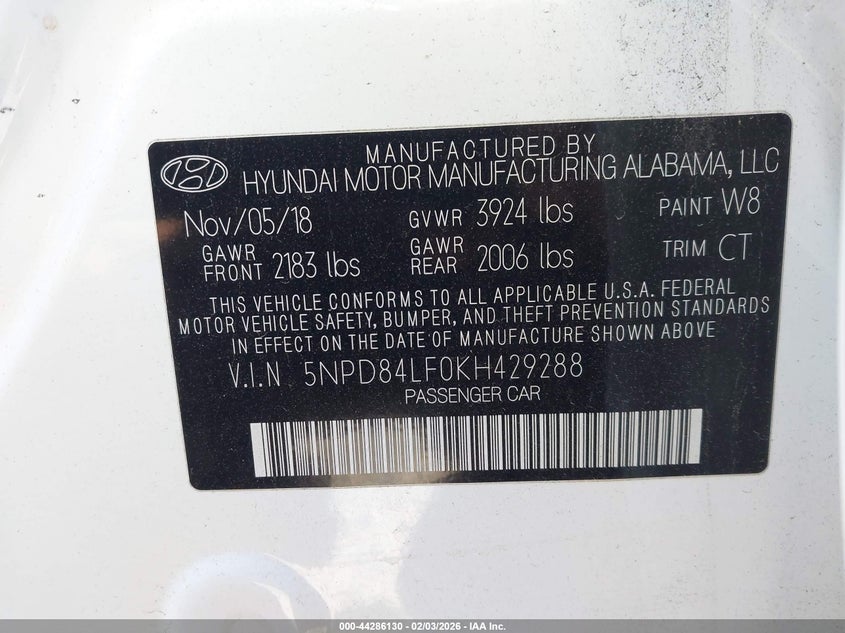 MANUFACTURED BY
HYUNDAI MOTOR MANUFACTURING ALABAMA, LLC
Nov/05/18 GVWR 3924 lbs PAINT W8
GAWR FRONT 2183 lbs GAWR REAR 2006 lbs TRIM CT
THIS VEHICLE CONFORMS TO ALL APPLICABLE U.S.A. FEDERAL
MOTOR VEHICLE SAFETY, BUMPER, AND THEFT PREVENTION STANDARDS
IN EFFECT ON THE DATE OF MANUFACTURE SHOWN ABOVE
V.I.N 5NPD84LF0KH429288
PASSENGER CAR
000-44286130 - 02/03/2026 - IAA Inc.